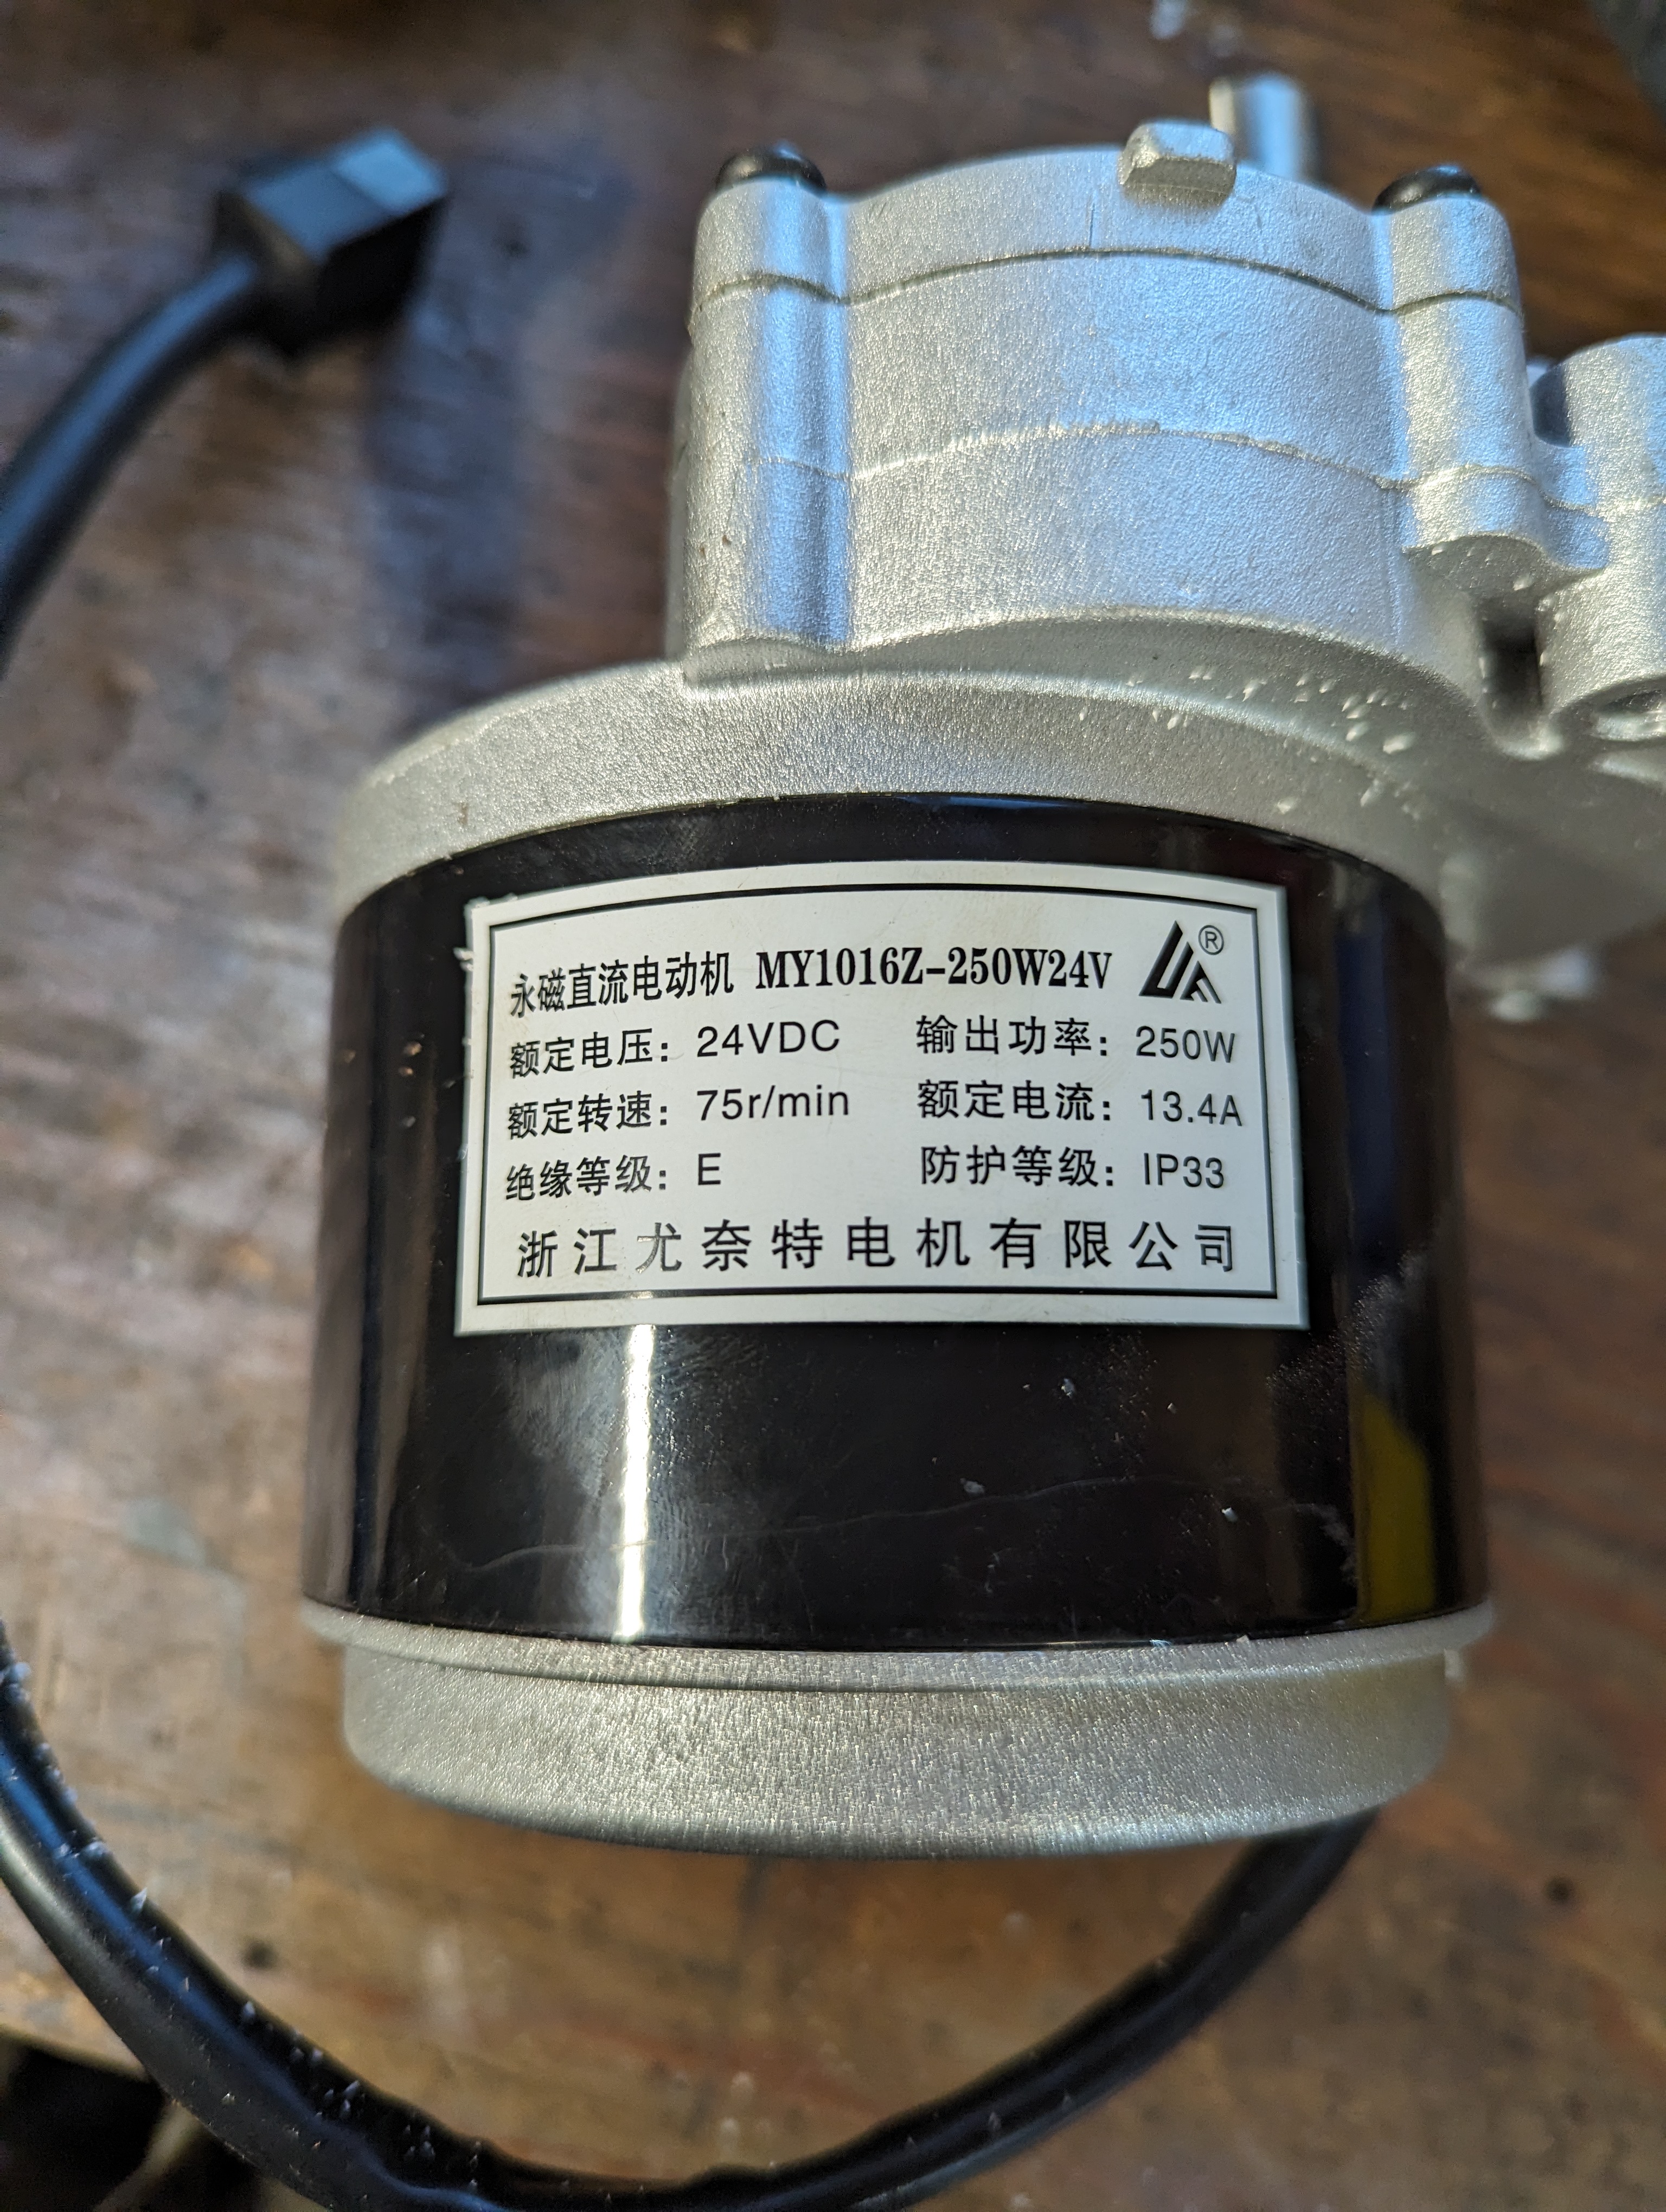 永磁直流电动机 MY1016Z-250W24V ®
额定电压: 24VDC 输出功率: 250W
额定转速: 75r/min 额定电流: 13.4A
绝缘等级: E 防护等级: IP33
浙江尤奈特电机有限公司